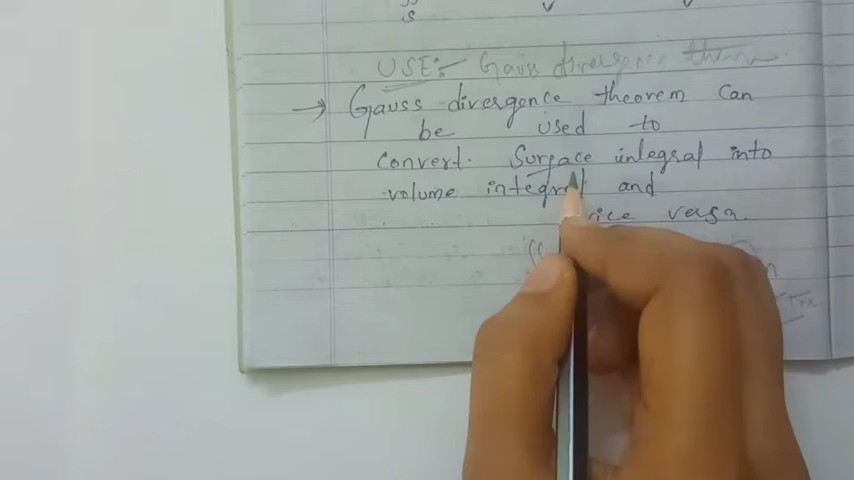 S
USE:- Gauss divergence thm
→ Gauss divergence theorem Can
be used to
convert. Surface integral into
volume integral and
vice versa.